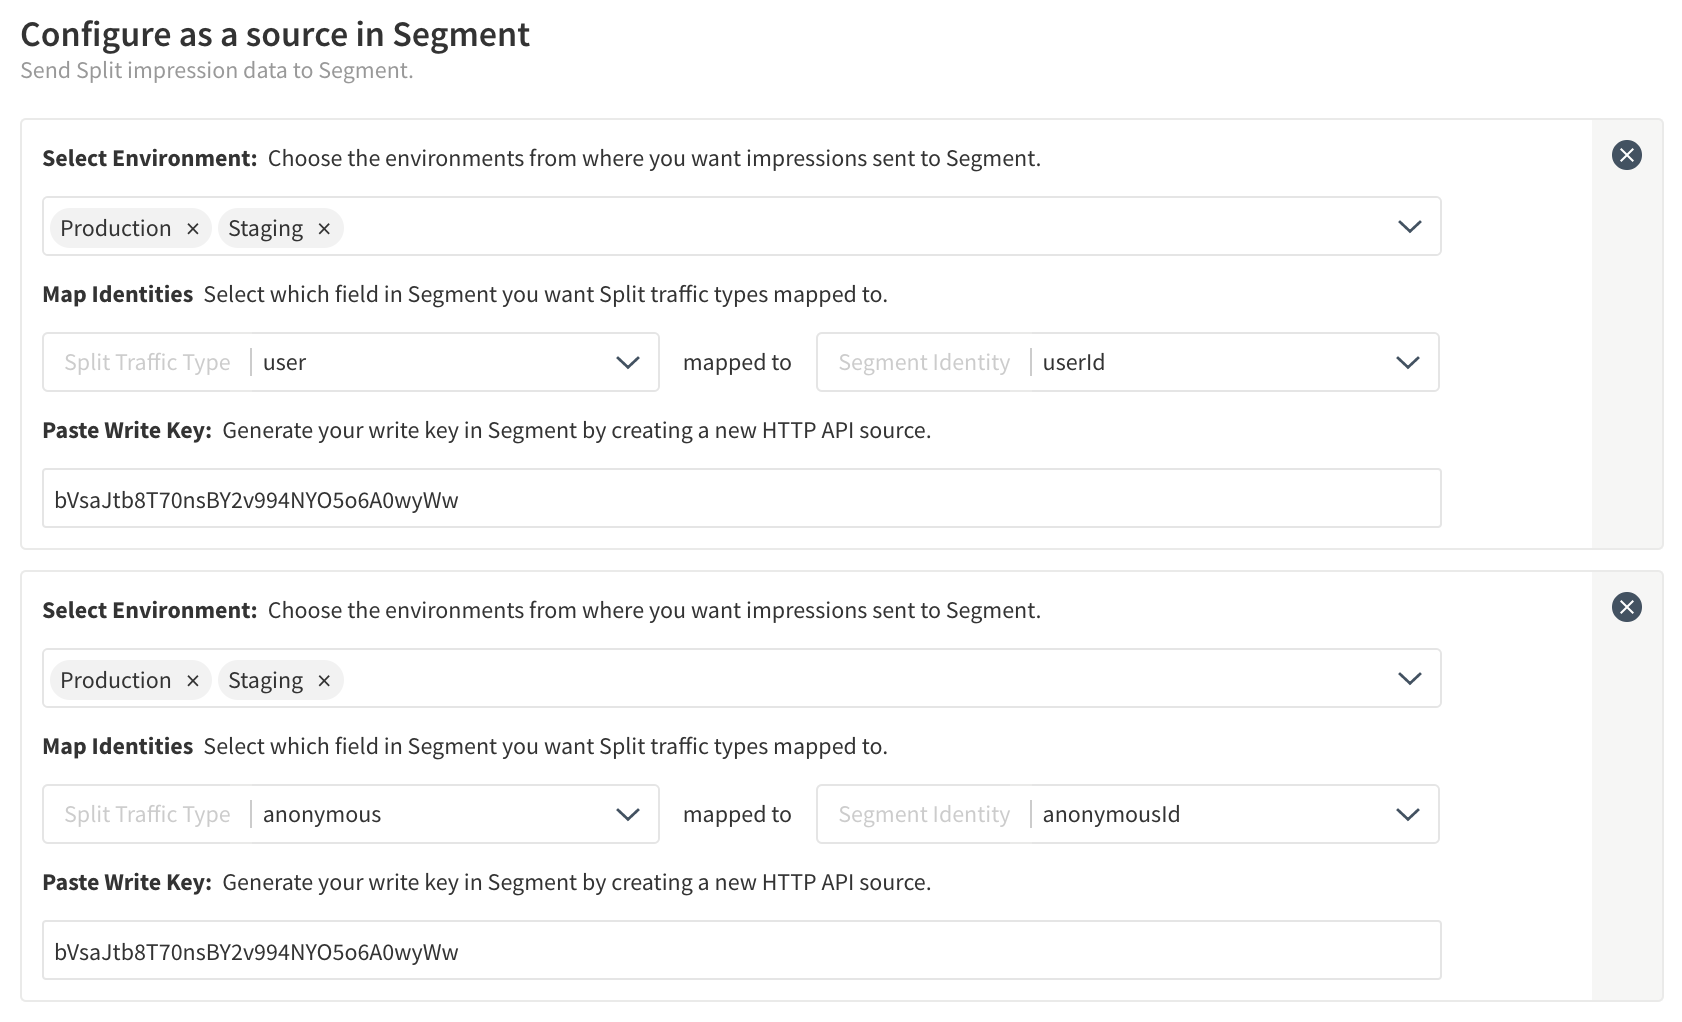 Configure as a source in Segment
Send Split impression data to Segment.
Select Environment: Choose the environments from where you want impressions sent to Segment.
Production × Staging ×
Map Identities Select which field in Segment you want Split traffic types mapped to.
Split Traffic Type user mapped to Segment Identity userId
Paste Write Key: Generate your write key in Segment by creating a new HTTP API source.
bVsaJtb8T70nsBY2v994NYO5o6A0wyWw
Select Environment: Choose the environments from where you want impressions sent to Segment.
Production × Staging ×
Map Identities Select which field in Segment you want Split traffic types mapped to.
Split Traffic Type anonymous mapped to Segment Identity anonymousId
Paste Write Key: Generate your write key in Segment by creating a new HTTP API source.
bVsaJtb8T70nsBY2v994NYO5o6A0wyWw